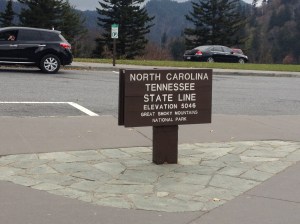 NORTH CAROLINA
TENNESSEE
STATE LINE
ELEVATION 5046
GREAT SMOKY MOUNTAINS
NATIONAL PARK